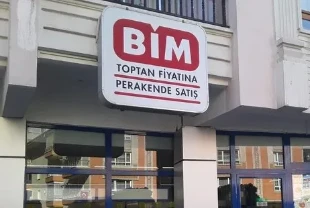 BİM
TOPTAN FİYATINA
PERAKENDE SATIŞ